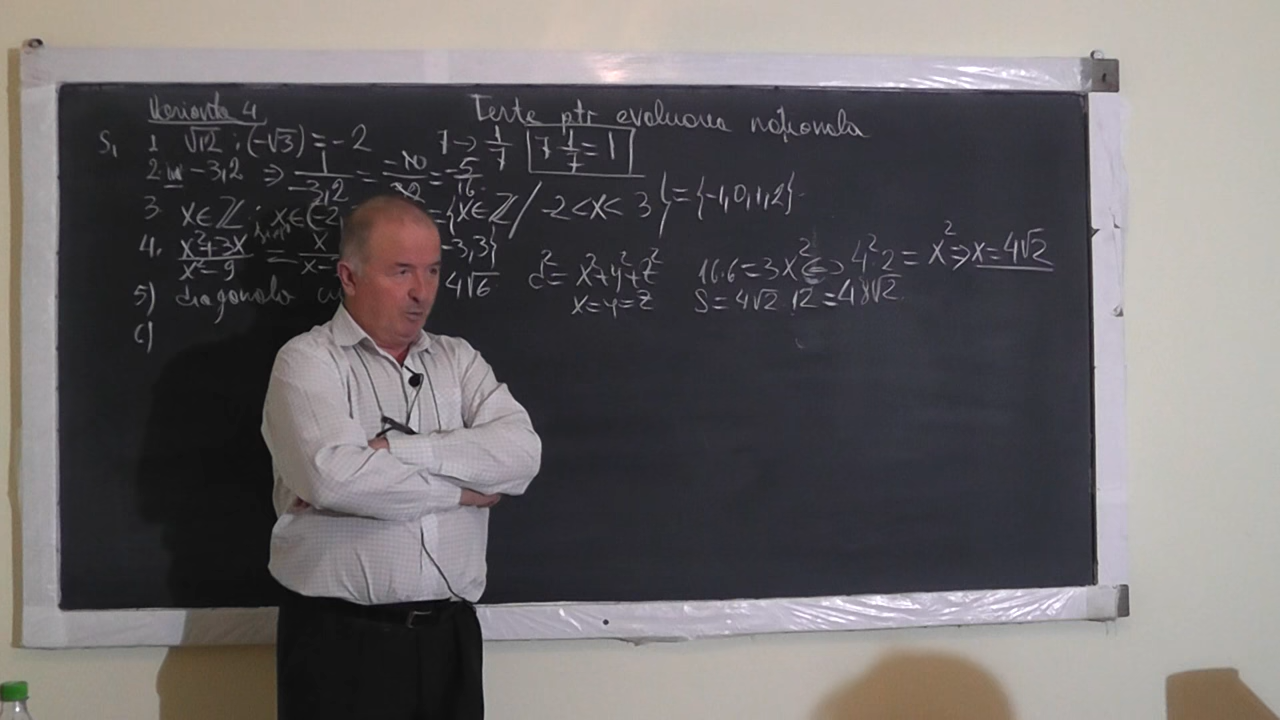 Varianta 4 Teste ptr evaluarea naţionala
S₁ 1 √12 : (-√3) = -2 7 → 1/7 7 1/7 = 1
2. -3,2 ⇒ 1/-3,2 = -10/32 = -5/16
3. x∈ℤ ; x∈(-2 = {x∈ℤ / -2<x<3} = {-1,0,1,2}.
4. x²+3x/x²-9 = x/x- -3,3}
5) diagonala 4√6 d² = x²+y²+z² 16·6=3x² ⇔ 4²·2 = x² ⇒ x=4√2
x=y=z S=4√2·12=48√2
6)